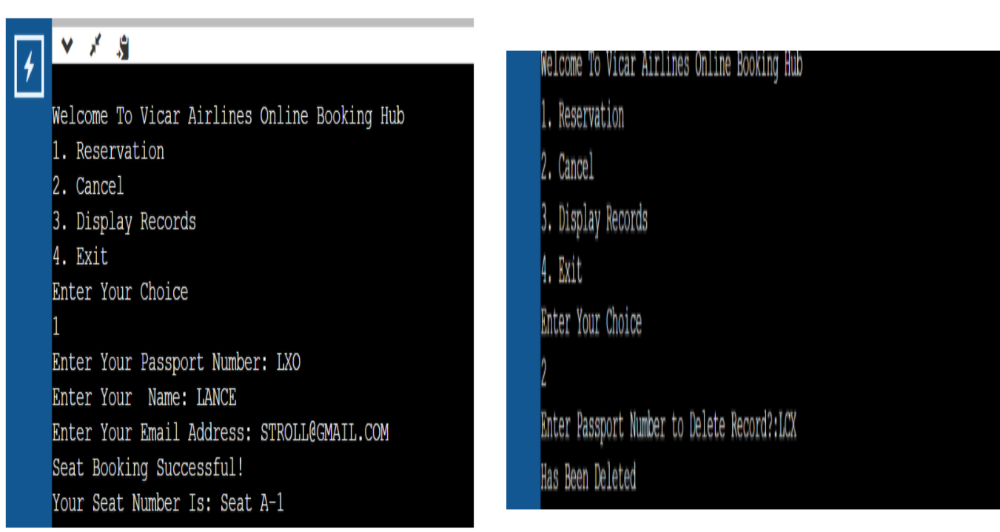 Welcome To Vicar Airlines Online Booking Hub
1. Reservation
2. Cancel
3. Display Records
4. Exit
Enter Your Choice
1
Enter Your Passport Number: LXO
Enter Your  Name: LANCE
Enter Your Email Address: STROLL@GMAIL.COM
Seat Booking Successful!
Your Seat Number Is: Seat A-1
Welcome To Vicar Airlines Online Booking Hub
1. Reservation
2. Cancel
3. Display Records
4. Exit
Enter Your Choice
2
Enter Passport Number to Delete Record?:LCX
Has Been Deleted